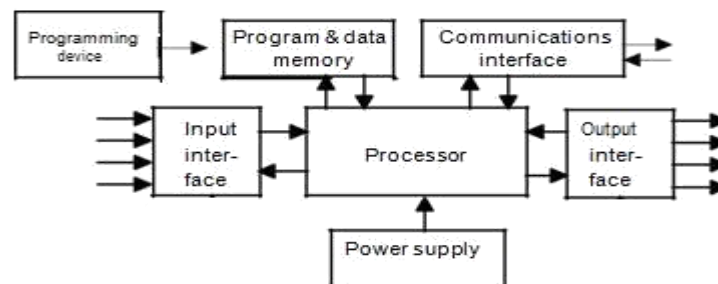 Programming
device
Program & data
memory
Communications
interface
Input
inter-
face
Processor
Output
inter-
face
Power supply